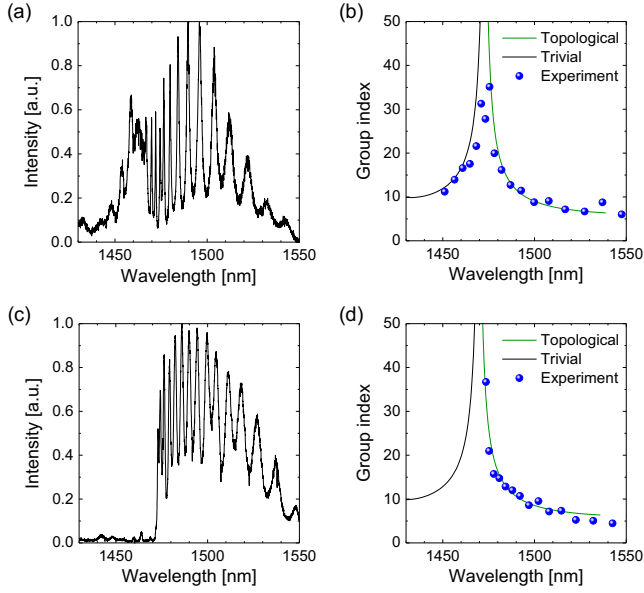 (a)
1.0
0.8
0.6
0.4
0.2
0.0
Intensity [a.u.]
1450
1500
1550
Wavelength [nm]
(b)
50
40
30
20
10
0
Group index
Topological
Trivial
Experiment
1450
1500
1550
Wavelength [nm]
(c)
1.0
0.8
0.6
0.4
0.2
0.0
Intensity [a.u.]
1450
1500
1550
Wavelength [nm]
(d)
50
40
30
20
10
0
Group index
Topological
Trivial
Experiment
1450
1500
1550
Wavelength [nm]